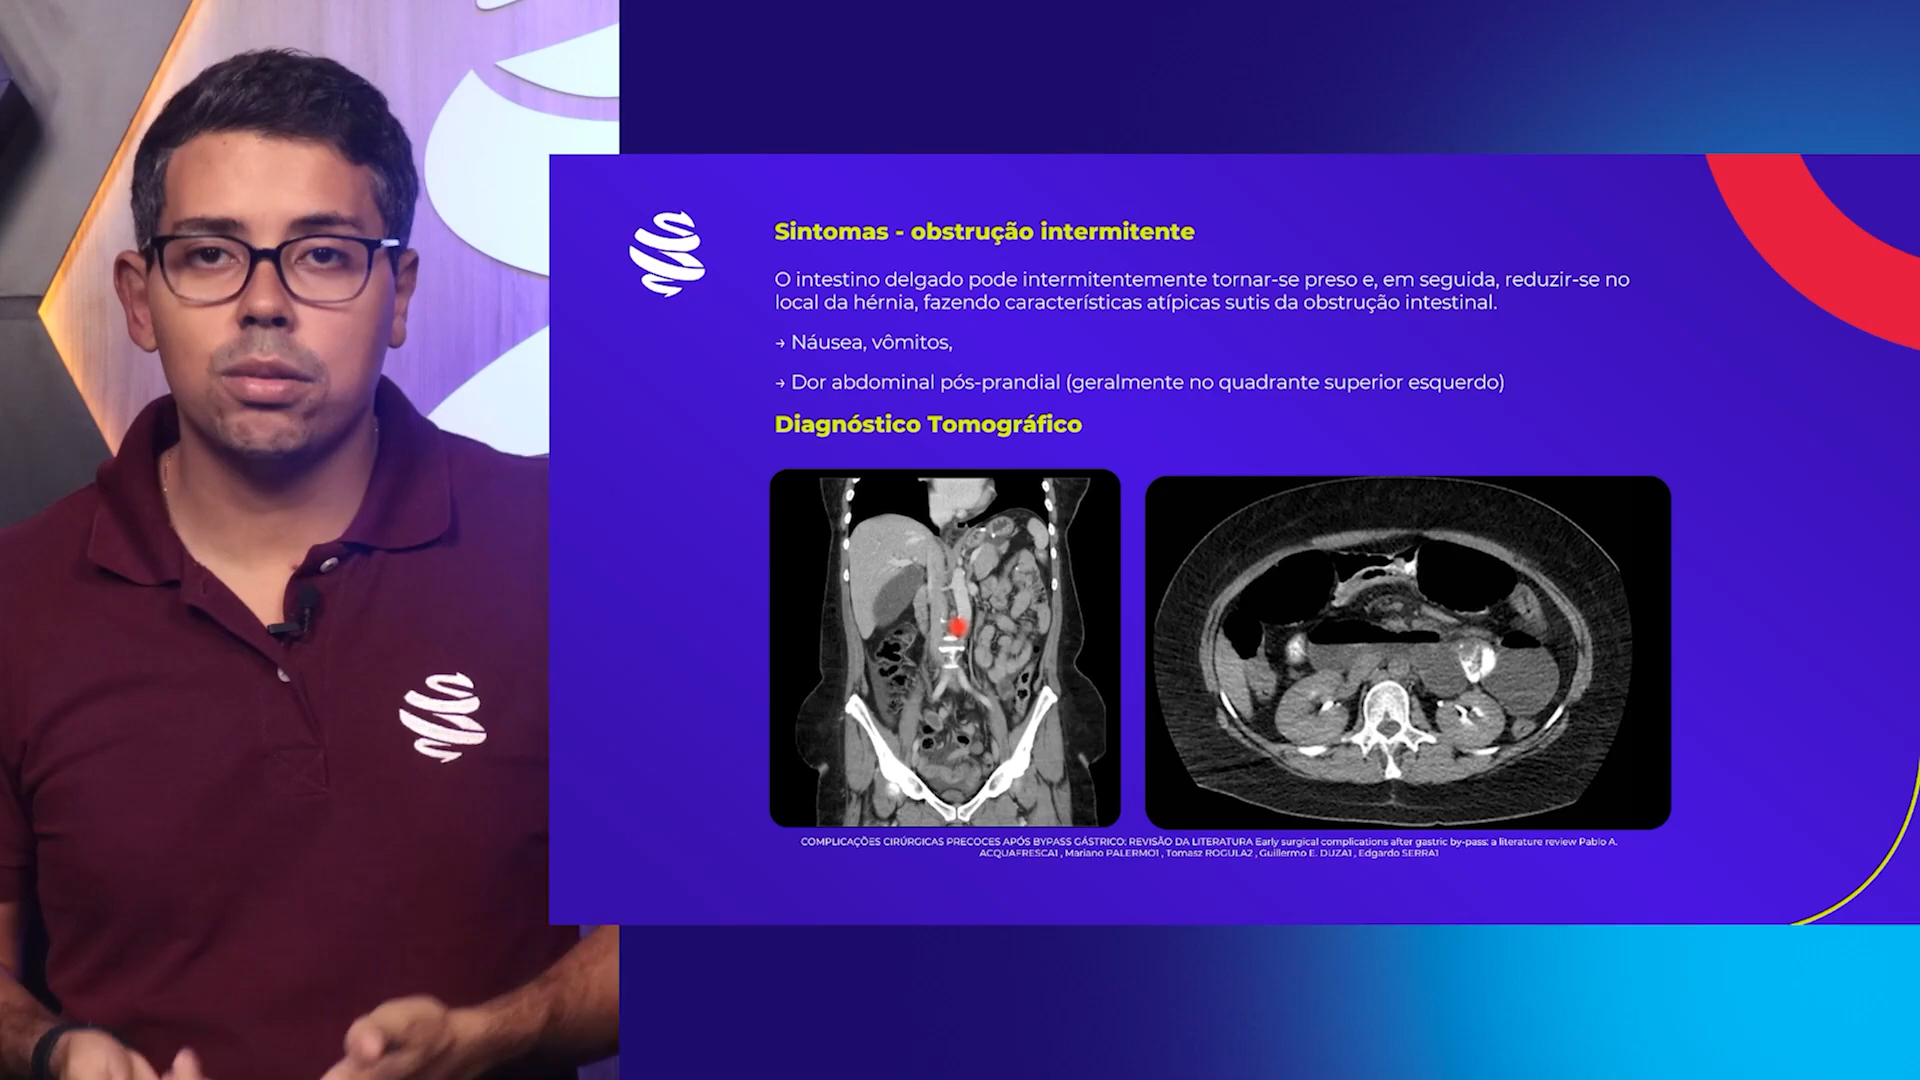 Sintomas - obstrução intermitente
O intestino delgado pode intermitentemente tornar-se preso e, em seguida, reduzir-se no
local da hérnia, fazendo características atípicas sutis da obstrução intestinal.
→ Náusea, vômitos,
→ Dor abdominal pós-prandial (geralmente no quadrante superior esquerdo)
Diagnóstico Tomográfico
COMPLICAÇÕES CIRÚRGICAS PRECOCES APÓS BYPASS GÁSTRICO: REVISÃO DA LITERATURA Early surgical complications after gastric by-pass: a literature review Pablo A.
ACQUAFRESCA1 , Mariano PALERMO1 , Tomasz ROGULA2 , Guillermo E. DUZA1 , Edgardo SERRA1